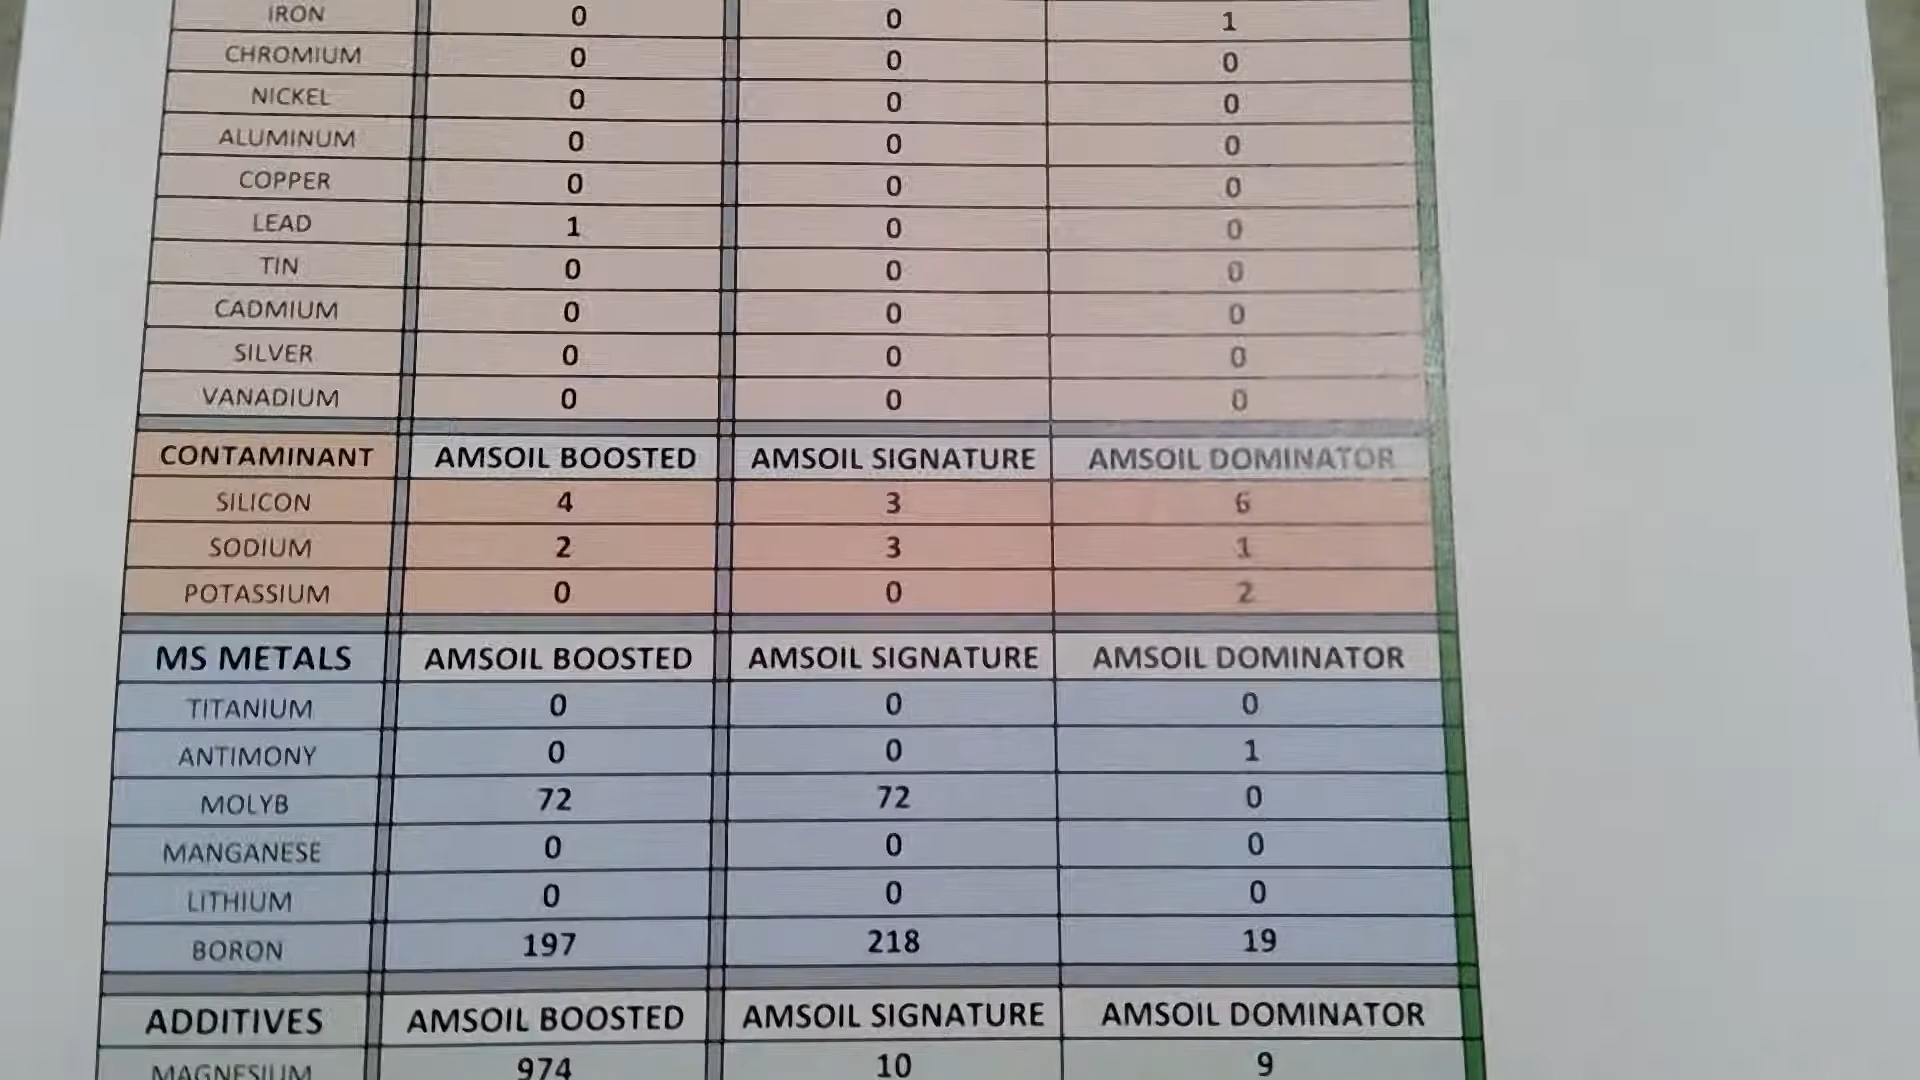 IRON 0 0 1
CHROMIUM 0 0 0
NICKEL 0 0 0
ALUMINUM 0 0 0
COPPER 0 0 0
LEAD 1 0 0
TIN 0 0 0
CADMIUM 0 0 0
SILVER 0 0 0
VANADIUM 0 0 0
CONTAMINANT AMSOIL BOOSTED AMSOIL SIGNATURE AMSOIL DOMINATOR
SILICON 4 3 6
SODIUM 2 3 1
POTASSIUM 0 0 2
MS METALS AMSOIL BOOSTED AMSOIL SIGNATURE AMSOIL DOMINATOR
TITANIUM 0 0 0
ANTIMONY 0 0 1
MOLYB 72 72 0
MANGANESE 0 0 0
LITHIUM 0 0 0
BORON 197 218 19
ADDITIVES AMSOIL BOOSTED AMSOIL SIGNATURE AMSOIL DOMINATOR
MAGNESIUM 974 10 9